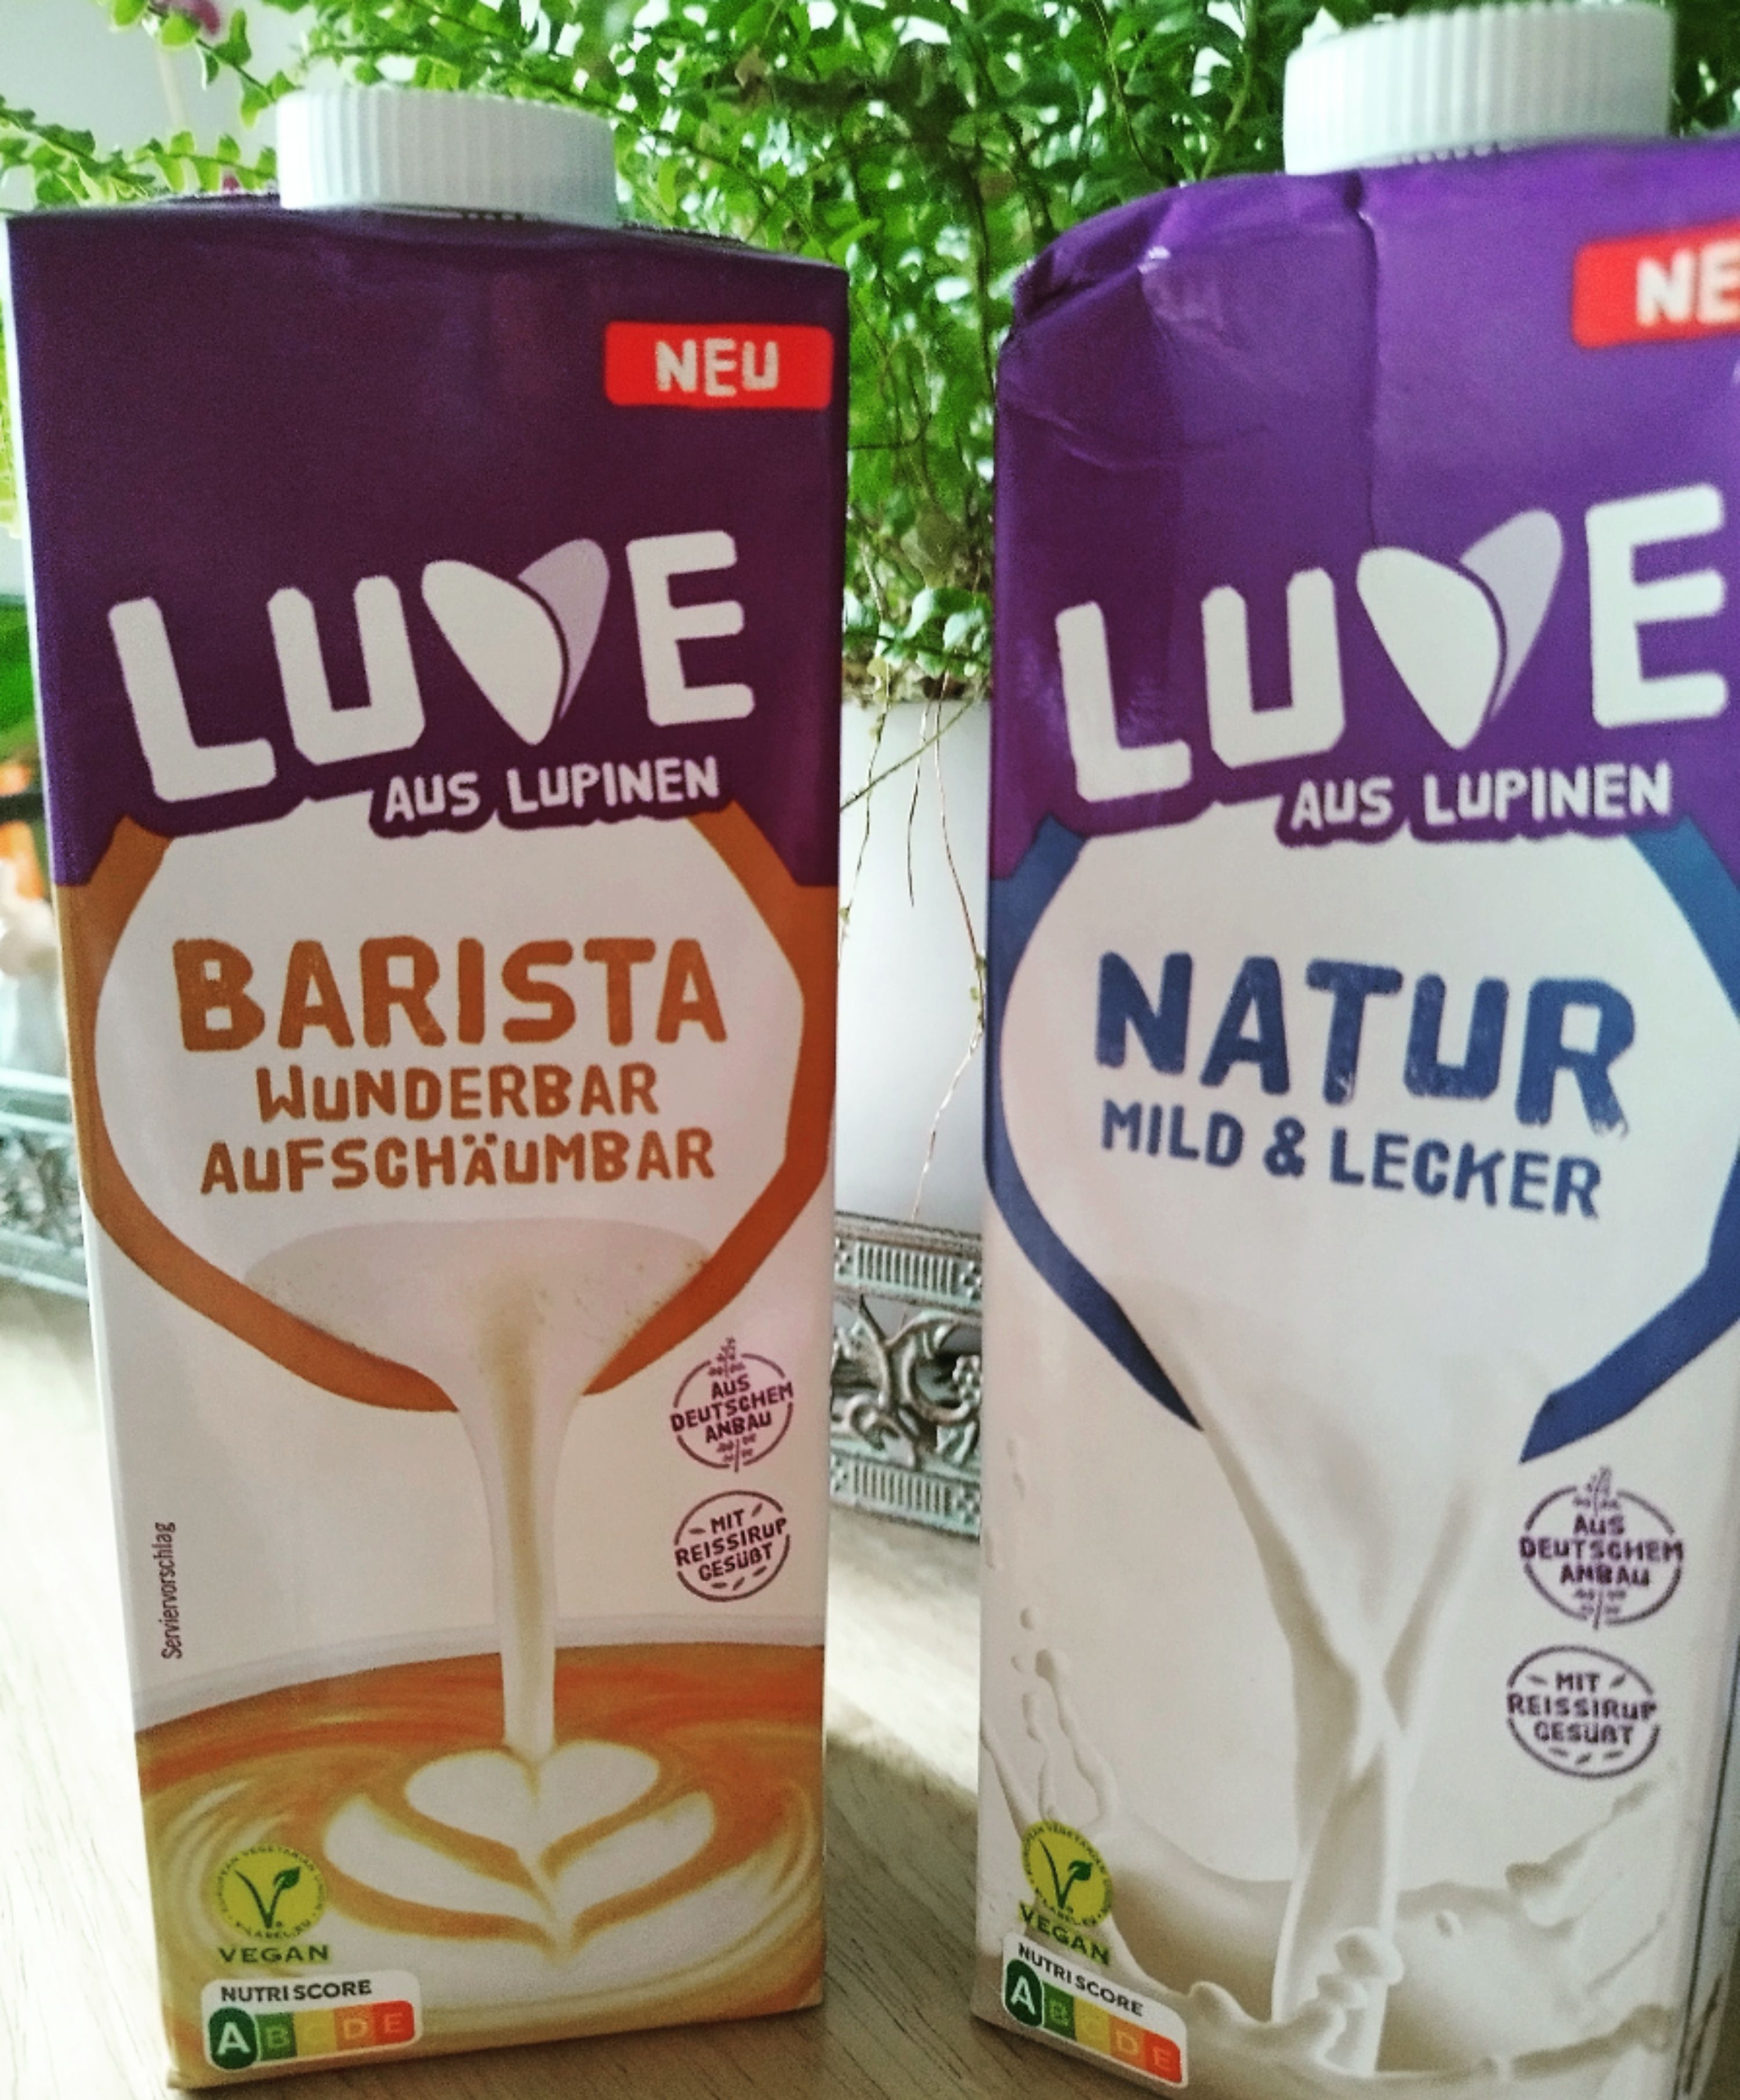 NEU
LUVE
AUS LUPINEN
BARISTA
WUNDERBAR
AUFSCHÄUMBAR
AUS
DEUTSCHEM
ANBAU
MIT
REISSIRUP
GESÜßT
Serviervorschlag
VEGAN
NUTRI SCORE
A B C D E
NE
LUVE
AUS LUPINEN
NATUR
MILD & LECKER
AUS
DEUTSCHEM
ANBAU
MIT
REISSIRUP
GESÜßT
VEGAN
NUTRI SCORE
A B C D E